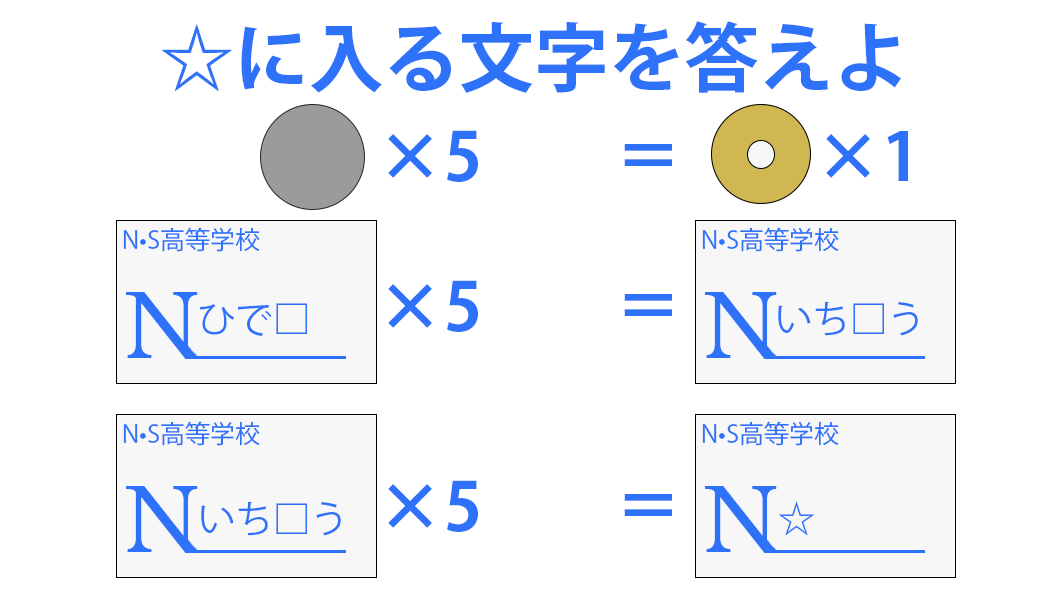 ☆に入る文字を答えよ
×5 = ×1
N•S高等学校
Nひで□
×5 =
N•S高等学校
Nいち□う
N•S高等学校
Nいち□う
×5 =
N•S高等学校
N☆